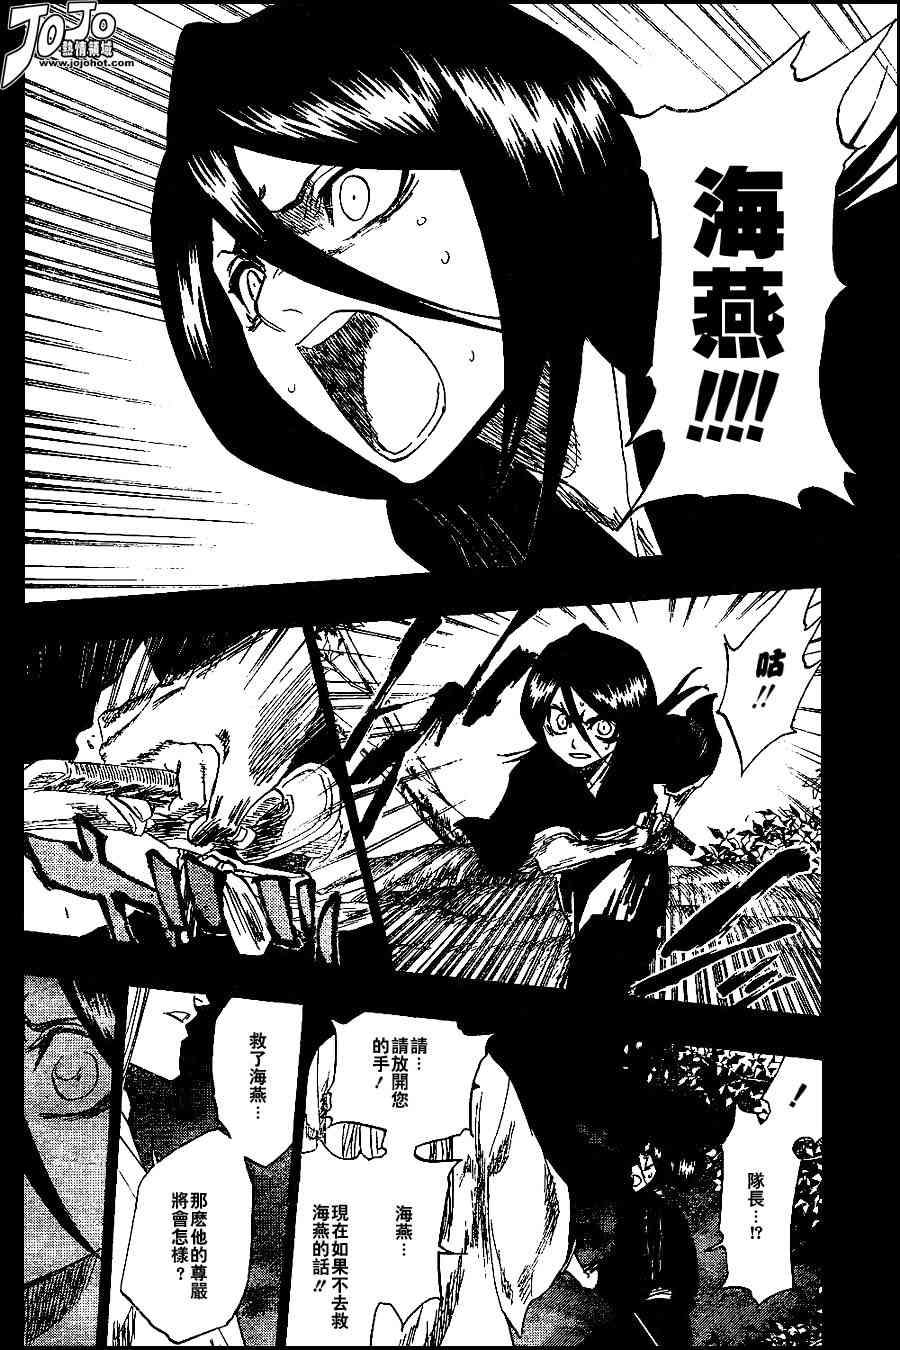 JOJO
熱情領域
www.jojohot.com
海燕!!!!
咕!!
!
隊長…!?
請…
請放開您
的手!
海燕…
現在如果不去救
海燕的話!!
救了海燕…
那麽他的尊嚴
將會怎樣?